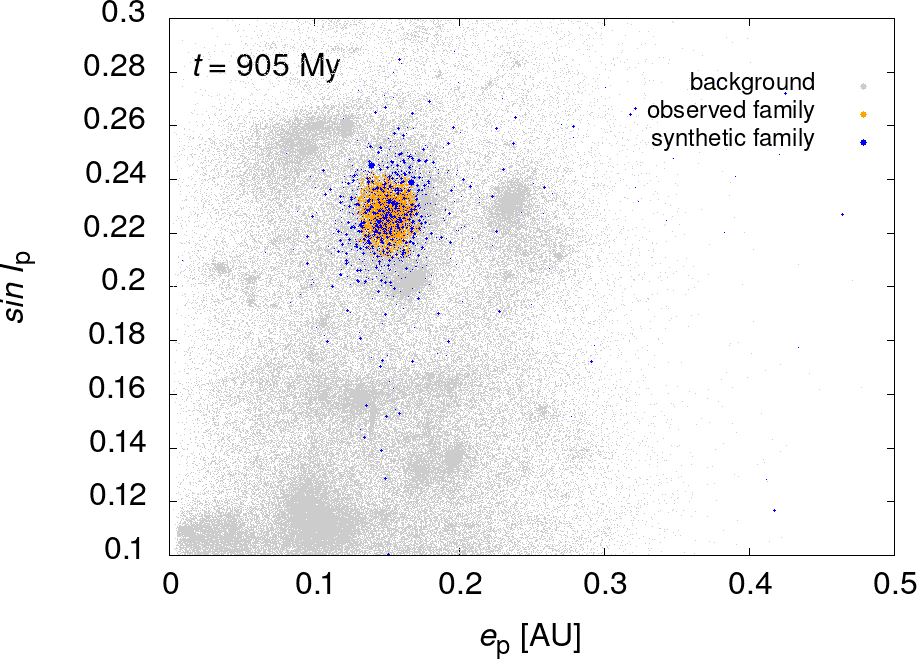 0.3
0.28
0.26
0.24
0.22
0.2
0.18
0.16
0.14
0.12
0.1
sin Ip
t = 905 My
background
observed family
synthetic family
0 0.1 0.2 0.3 0.4 0.5
ep [AU]